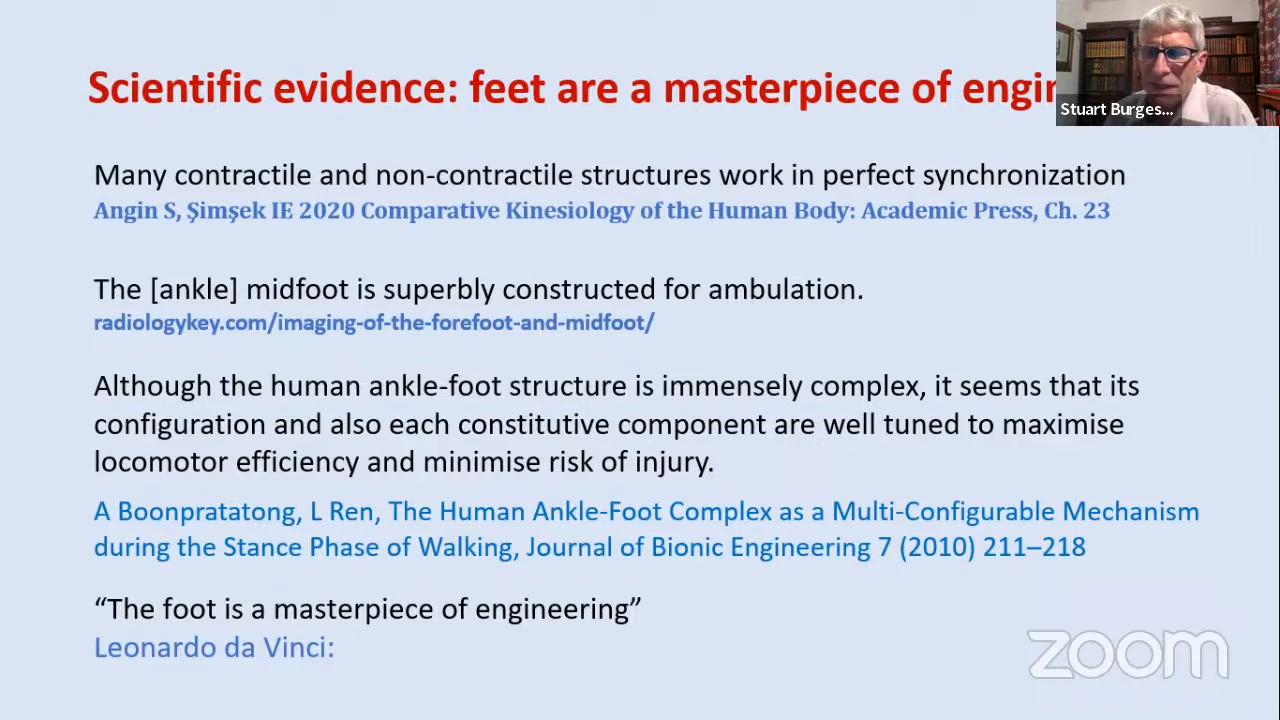 Scientific evidence: feet are a masterpiece of engin
Stuart Burges...
Many contractile and non-contractile structures work in perfect synchronization
Angin S, Şimşek IE 2020 Comparative Kinesiology of the Human Body: Academic Press, Ch. 23
The [ankle] midfoot is superbly constructed for ambulation.
radiologykey.com/imaging-of-the-forefoot-and-midfoot/
Although the human ankle-foot structure is immensely complex, it seems that its
configuration and also each constitutive component are well tuned to maximise
locomotor efficiency and minimise risk of injury.
A Boonpratatong, L Ren, The Human Ankle-Foot Complex as a Multi-Configurable Mechanism
during the Stance Phase of Walking, Journal of Bionic Engineering 7 (2010) 211–218
“The foot is a masterpiece of engineering”
Leonardo da Vinci:
zoom